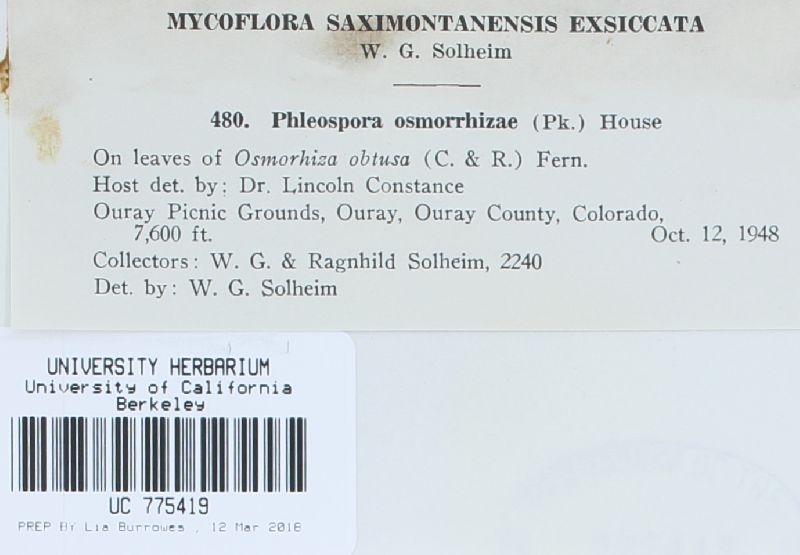 MYCOFLORA SAXIMONTANENSIS EXSICCATA
W. G. Solheim
480. Phleospora osmorrhizae (Pk.) House
On leaves of Osmorhiza obtusa (C. & R.) Fern.
Host det. by: Dr. Lincoln Constance
Ouray Picnic Grounds, Ouray, Ouray County, Colorado,
7,600 ft. Oct. 12, 1948
Collectors: W. G. & Ragnhild Solheim, 2240
Det. by: W. G. Solheim
UNIVERSITY HERBARIUM
University of California
Berkeley
UC 775419
PREP BY Lia Burrowes , 12 Mar 2018